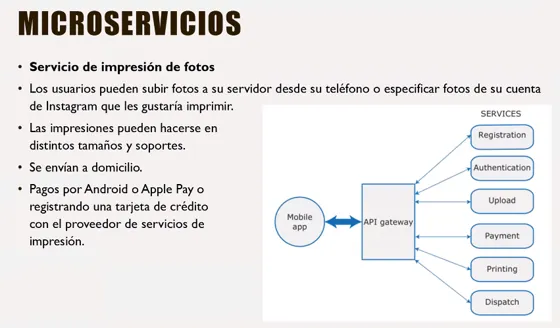 MICROSERVICIOS
• Servicio de impresión de fotos
• Los usuarios pueden subir fotos a su servidor desde su teléfono o especificar fotos de su cuenta
de Instagram que les gustaría imprimir.
• Las impresiones pueden hacerse en
distintos tamaños y soportes.
• Se envían a domicilio.
• Pagos por Android o Apple Pay o
registrando una tarjeta de crédito
con el proveedor de servicios de
impresión.
SERVICES
Registration
Authentication
Upload
Mobile
app
API gateway
Payment
Printing
Dispatch